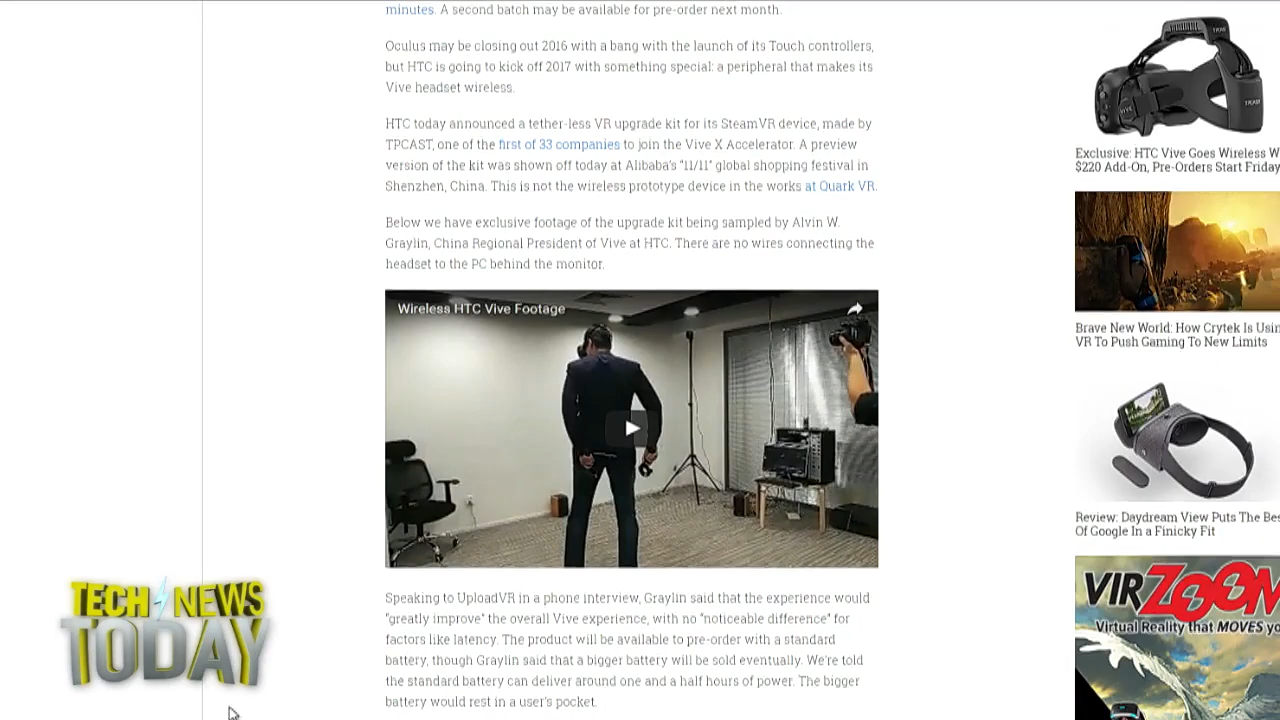 minutes. A second batch may be available for pre-order next month.
Oculus may be closing out 2016 with a bang with the launch of its Touch controllers,
but HTC is going to kick off 2017 with something special: a peripheral that makes its
Vive headset wireless.
HTC today announced a tether-less VR upgrade kit for its SteamVR device, made by
TPCAST, one of the first of 33 companies to join the Vive X Accelerator. A preview
version of the kit was shown off today at Alibaba's "11/11" global shopping festival in
Shenzhen, China. This is not the wireless prototype device in the works at Quark VR.
Below we have exclusive footage of the upgrade kit being sampled by Alvin W.
Graylin, China Regional President of Vive at HTC. There are no wires connecting the
headset to the PC behind the monitor.
Wireless HTC Vive Footage
Speaking to UploadVR in a phone interview, Graylin said that the experience would
"greatly improve" the overall Vive experience, with no "noticeable difference" for
factors like latency. The product will be available to pre-order with a standard
battery, though Graylin said that a bigger battery will be sold eventually. We're told
the standard battery can deliver around one and a half hours of power. The bigger
battery would rest in a user's pocket.
TECH NEWS
TODAY
TPCAST
VIVE
TPCAST
Exclusive: HTC Vive Goes Wireless W
$220 Add-On, Pre-Orders Start Friday
Brave New World: How Crytek Is Usin
VR To Push Gaming To New Limits
Review: Daydream View Puts The Bes
Of Google In a Finicky Fit
VIRZOOM
Virtual Reality that MOVES yo